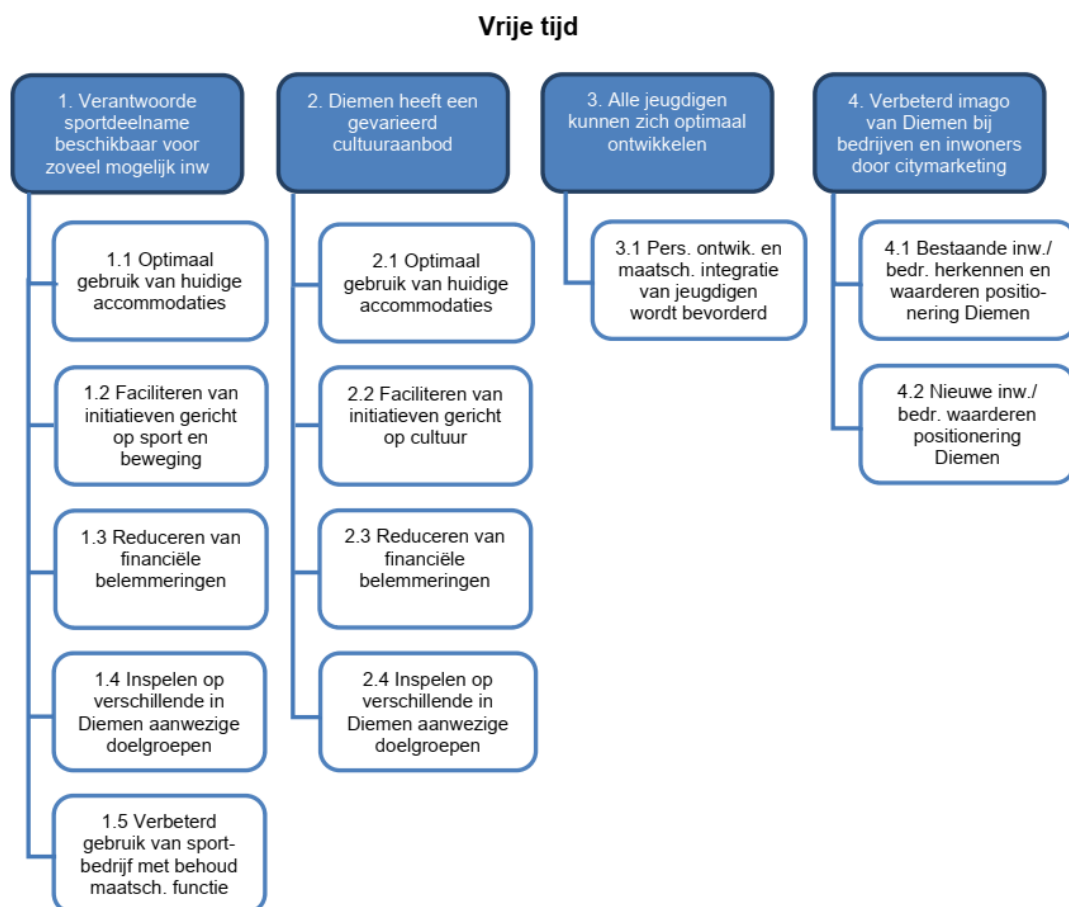 Vrije tijd
1. Verantwoorde
sportdeelname
beschikbaar voor
zoveel mogelijk inw
1.1 Optimaal
gebruik van huidige
accommodaties
1.2 Faciliteren van
initiatieven gericht
op sport en
beweging
1.3 Reduceren van
financiële
belemmeringen
1.4 Inspelen op
verschillende in
Diemen aanwezige
doelgroepen
1.5 Verbeterd
gebruik van sport-
bedrijf met behoud
maatsch. functie
2. Diemen heeft een
gevarieerd
cultuuraanbod
2.1 Optimaal
gebruik van huidige
accommodaties
2.2 Faciliteren van
initiatieven gericht
op cultuur
2.3 Reduceren van
financiële
belemmeringen
2.4 Inspelen op
verschillende in
Diemen aanwezige
doelgroepen
3. Alle jeugdigen
kunnen zich optimaal
ontwikkelen
3.1 Pers. ontwik. en
maatsch. integratie
van jeugdigen
wordt bevorderd
4. Verbeterd imago
van Diemen bij
bedrijven en inwoners
door citymarketing
4.1 Bestaande inw./
bedr. herkennen en
waarderen positio-
nering Diemen
4.2 Nieuwe inw./
bedr. waarderen
positionering
Diemen